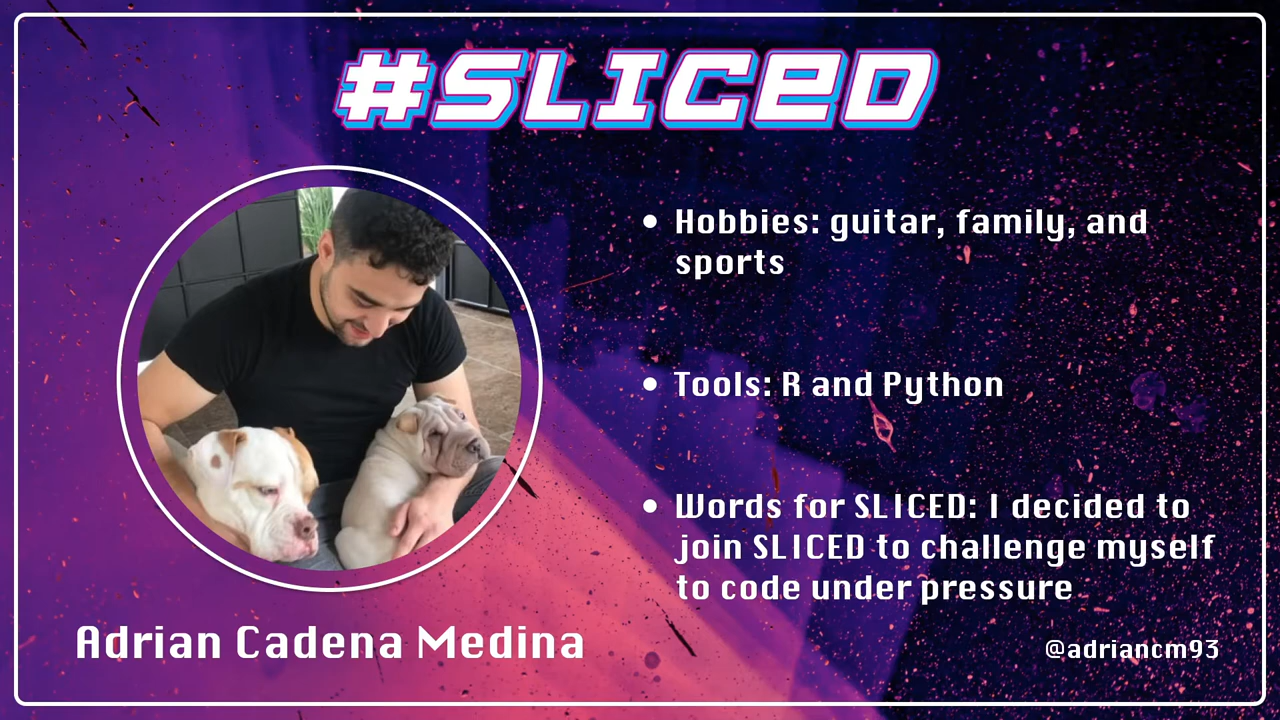 #SLICED
• Hobbies: guitar, family, and
sports
• Tools: R and Python
• Words for SLICED: I decided to
join SLICED to challenge myself
to code under pressure
Adrian Cadena Medina
@adriancm93